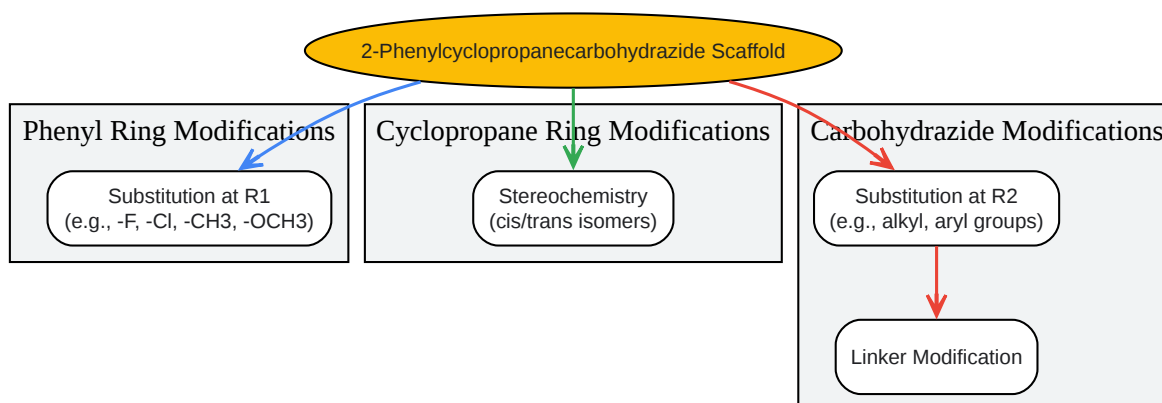 2-Phenylcyclopropanecarbohydrazide Scaffold
Phenyl Ring Modifications
Substitution at R1
(e.g., -F, -Cl, -CH3, -OCH3)
Cyclopropane Ring Modifications
Stereochemistry
(cis/trans isomers)
Carbohydrazide Modifications
Substitution at R2
(e.g., alkyl, aryl groups)
Linker Modification